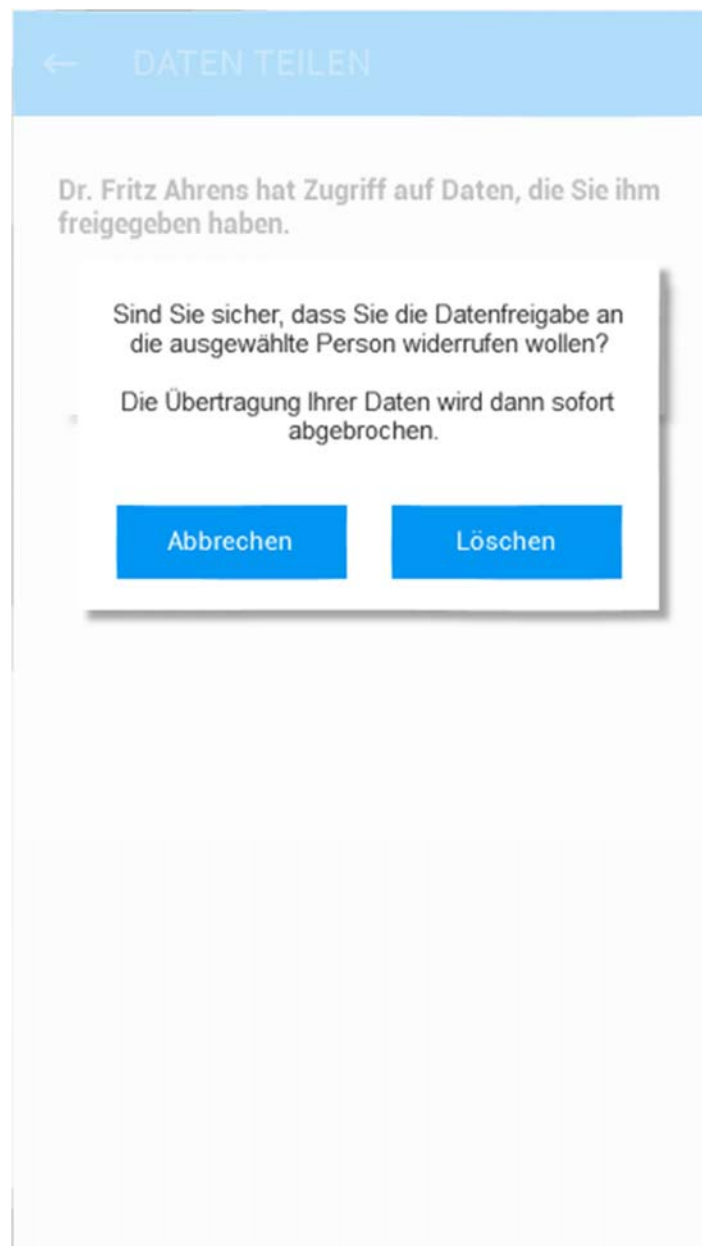 ← DATEN TEILEN
Dr. Fritz Ahrens hat Zugriff auf Daten, die Sie ihm
freigegeben haben.
Sind Sie sicher, dass Sie die Datenfreigabe an
die ausgewählte Person widerrufen wollen?
Die Übertragung Ihrer Daten wird dann sofort
abgebrochen.
Abbrechen Löschen